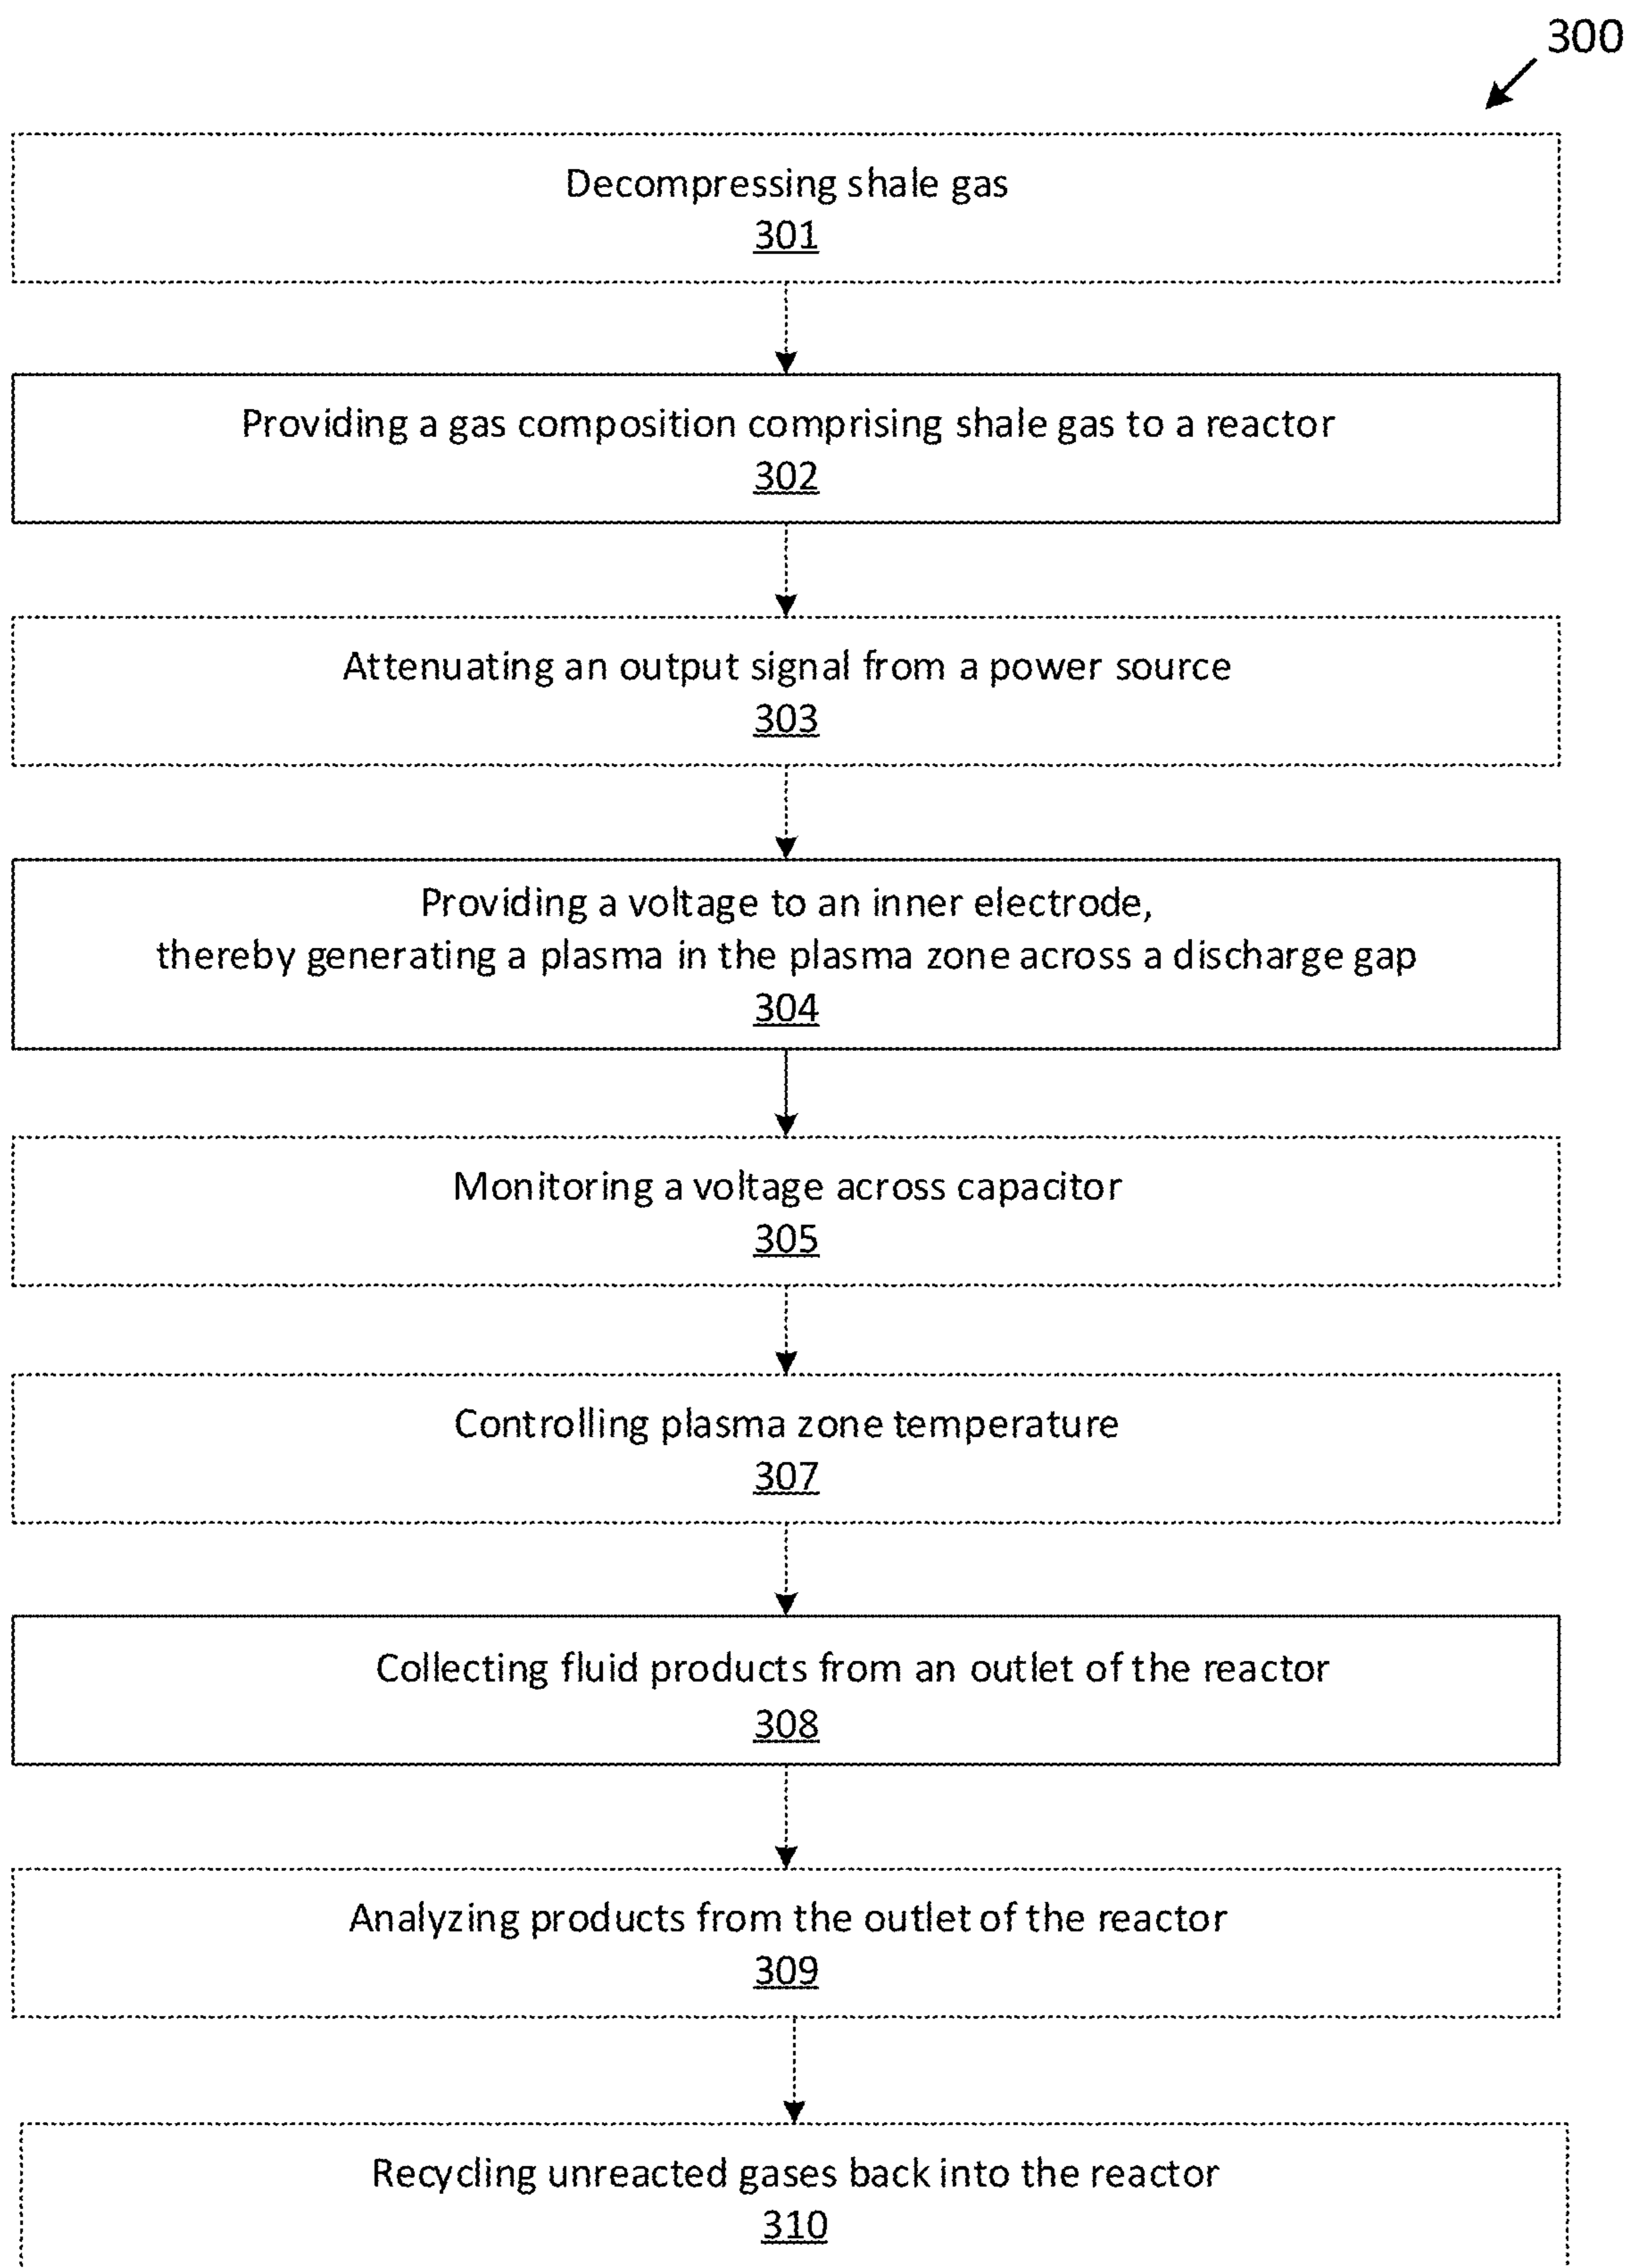 300
Decompressing shale gas
301
Providing a gas composition comprising shale gas to a reactor
302
Attenuating an output signal from a power source
303
Providing a voltage to an inner electrode,
thereby generating a plasma in the plasma zone across a discharge gap
304
Monitoring a voltage across capacitor
305
Controlling plasma zone temperature
307
Collecting fluid products from an outlet of the reactor
308
Analyzing products from the outlet of the reactor
309
Recycling unreacted gases back into the reactor
310